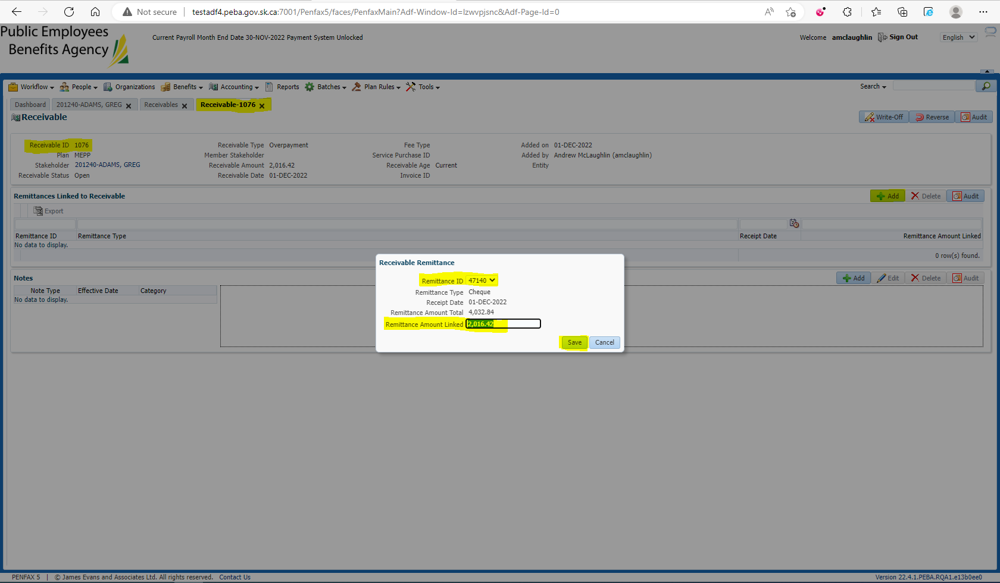 Not secure | testadf4.peba.gov.sk.ca:7001/Penfax5/faces/PenfaxMain?Adf-Window-Id=lzwvpjsnc&Adf-Page-Id=0
Public Employees
Benefits Agency
Current Payroll Month End Date 30-NOV-2022 Payment System Unlocked
Welcome amclaughlin Sign Out English
Workflow People Organizations Benefits Accounting Reports Batches Plan Rules Tools Search
Dashboard 201240-ADAMS, GREG Receivables Receivable-1076
Receivable Write-Off Reverse Audit
Receivable ID 1076 Receivable Type Overpayment Fee Type Added on 01-DEC-2022
Plan MEPP Member Stakeholder Service Purchase ID Added by Andrew McLaughlin (amclaughlin)
Stakeholder 201240-ADAMS, GREG Receivable Amount 2,016.42 Receivable Age Current Entity
Receivable Status Open Receivable Date 01-DEC-2022 Invoice ID
Remittances Linked to Receivable Add Delete Audit
Export
Remittance ID Remittance Type Receipt Date Remittance Amount Linked
No data to display.
0 row(s) found.
Notes Add Edit Delete Audit
Note Type Effective Date Category
No data to display.
Receivable Remittance
Remittance ID 47140
Remittance Type Cheque
Receipt Date 01-DEC-2022
Remittance Amount Total 4,032.84
Remittance Amount Linked 2,016.42
Save Cancel
PENFAX 5 | © James Evans and Associates Ltd. All rights reserved. Contact Us Version 22.4.1.PEBA.RQA1.e13b0ee0